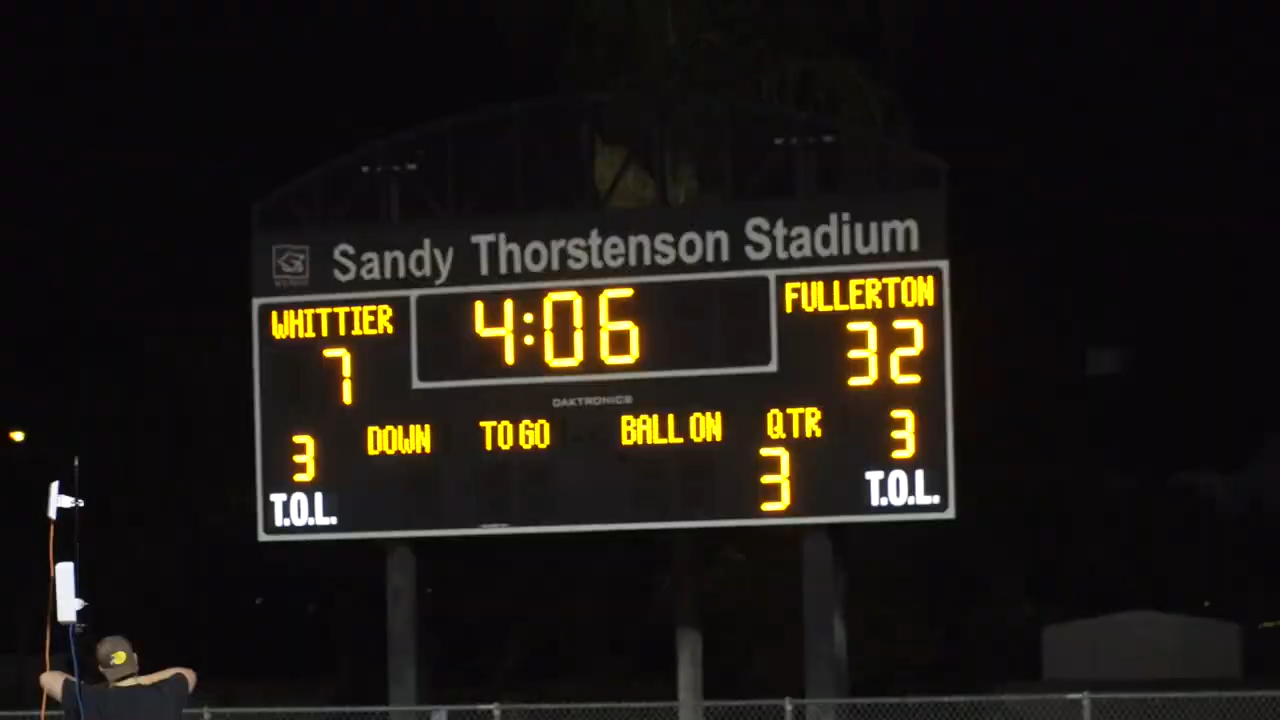 Sandy Thorstenson Stadium
WHITTIER
4:06
FULLERTON
7
32
DAKTRONICS
DOWN
TO GO
BALL ON
QTR
3
3
3
T.O.L.
T.O.L.